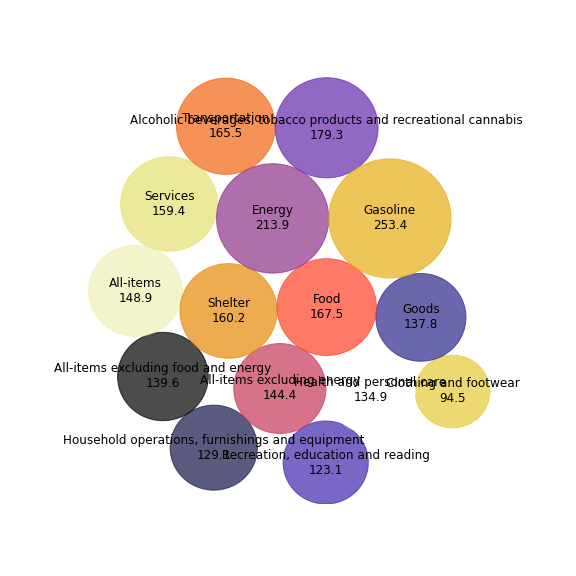 Transportation
165.5
Alcoholic beverages, tobacco products and recreational cannabis
179.3
Services
159.4
Energy
213.9
Gasoline
253.4
All-items
148.9
Shelter
160.2
Food
167.5
Goods
137.8
All-items excluding food and energy
139.6
All-items excluding energy
144.4
Health and personal care
134.9
Clothing and footwear
94.5
Household operations, furnishings and equipment
129.1
Recreation, education and reading
123.1